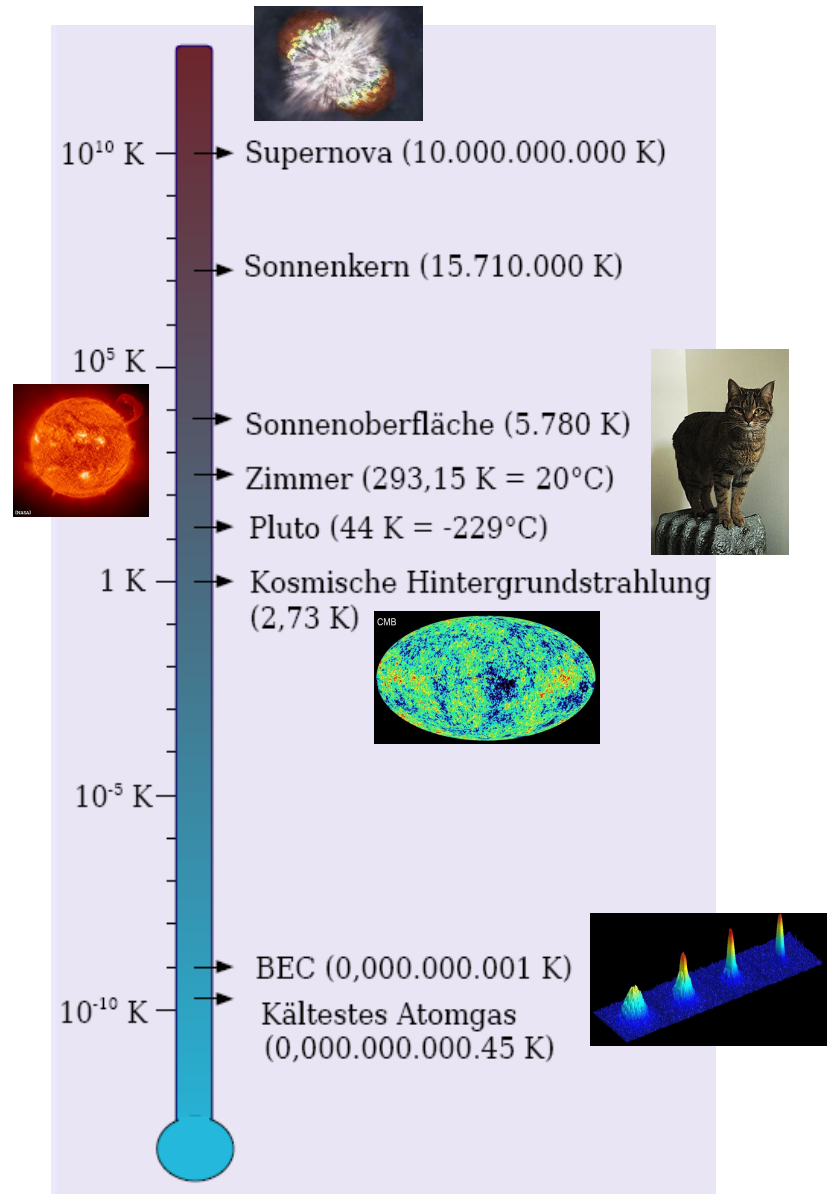 10¹⁰ K
Supernova (10.000.000.000 K)
Sonnenkern (15.710.000 K)
10⁵ K
Sonnenoberfläche (5.780 K)
Zimmer (293,15 K = 20°C)
(NASA)
Pluto (44 K = -229°C)
1 K
Kosmische Hintergrundstrahlung
(2,73 K)
CMB
10⁻⁵ K
BEC (0,000.000.001 K)
10⁻¹⁰ K
Kältestes Atomgas
(0,000.000.000.45 K)